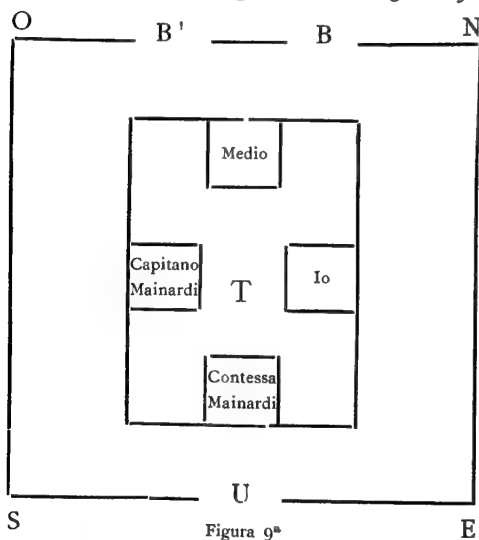 O B' B N
Medio
Capitano
Mainardi
T
Io
Contessa
Mainardi
U
S E
Figura 9ª